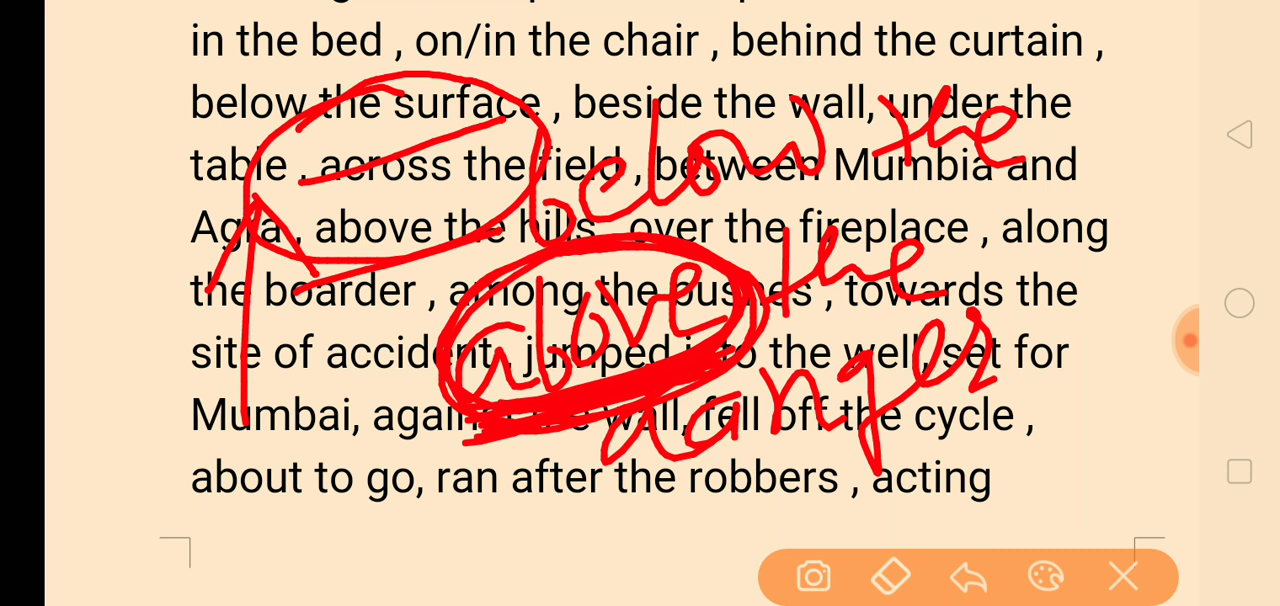 in the bed , on/in the chair , behind the curtain ,
below the surface , beside the wall, under the
table , across the field , between Mumbia and
Agra , above the hills , over the fireplace , along
the boarder , among the bushes , towards the
site of accident , jumped into the well, set for
Mumbai, against the wall, fell off the cycle ,
about to go, ran after the robbers , acting
below the
above the
danger